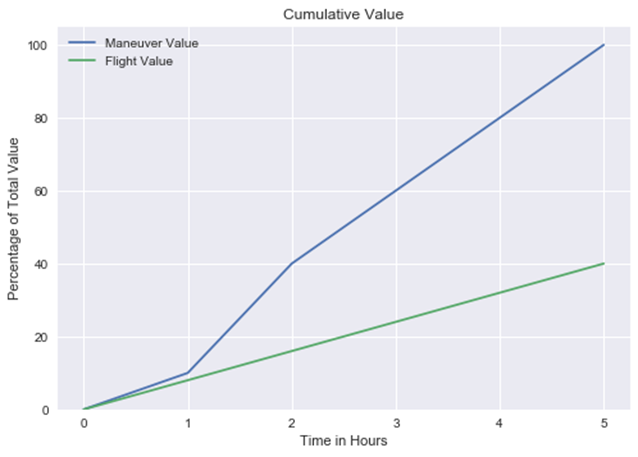 Cumulative Value
Maneuver Value
Flight Value
100
80
60
40
20
0
Percentage of Total Value
0 1 2 3 4 5
Time in Hours